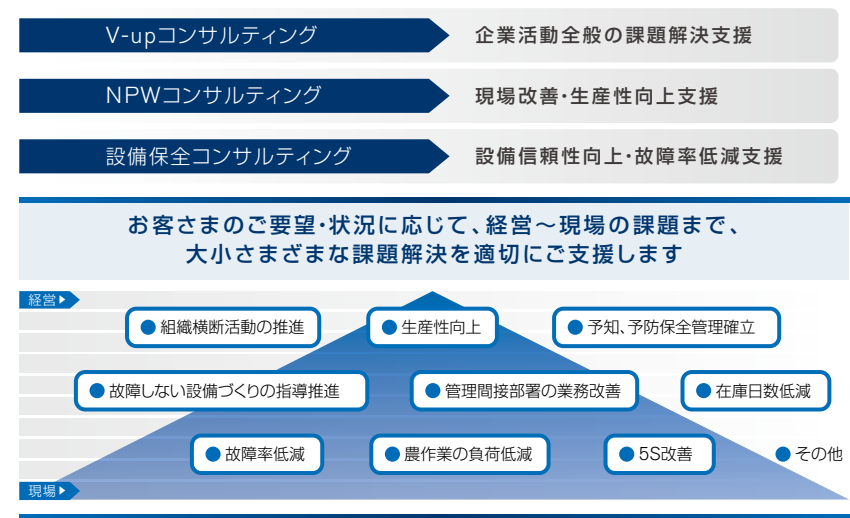 V-upコンサルティング 企業活動全般の課題解決支援
NPWコンサルティング 現場改善・生産性向上支援
設備保全コンサルティング 設備信頼性向上・故障率低減支援
お客さまのご要望・状況に応じて、経営～現場の課題まで、
大小さまざまな課題解決を適切にご支援します
経営
組織横断活動の推進 生産性向上 予知、予防保全管理確立
故障しない設備づくりの指導推進 管理間接部署の業務改善 在庫日数低減
故障率低減 農作業の負荷低減 5S改善 その他
現場